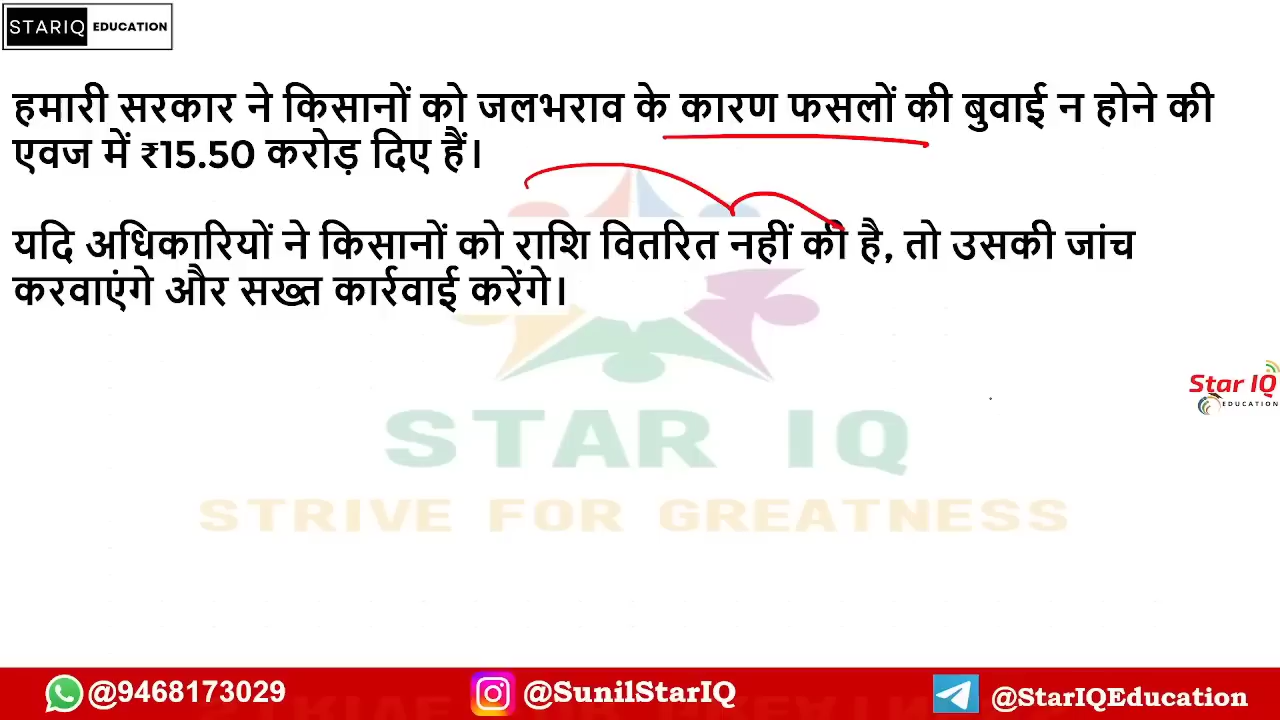 STARIQ EDUCATION
हमारी सरकार ने किसानों को जलभराव के कारण फसलों की बुवाई न होने की
एवज में ₹15.50 करोड़ दिए हैं।
यदि अधिकारियों ने किसानों को राशि वितरित नहीं की है, तो उसकी जांच
करवाएंगे और सख्त कार्रवाई करेंगे।
Star IQ
EDUCATION
STAR IQ
STRIVE FOR GREATNESS
@9468173029 @SunilStarIQ @StarIQEducation